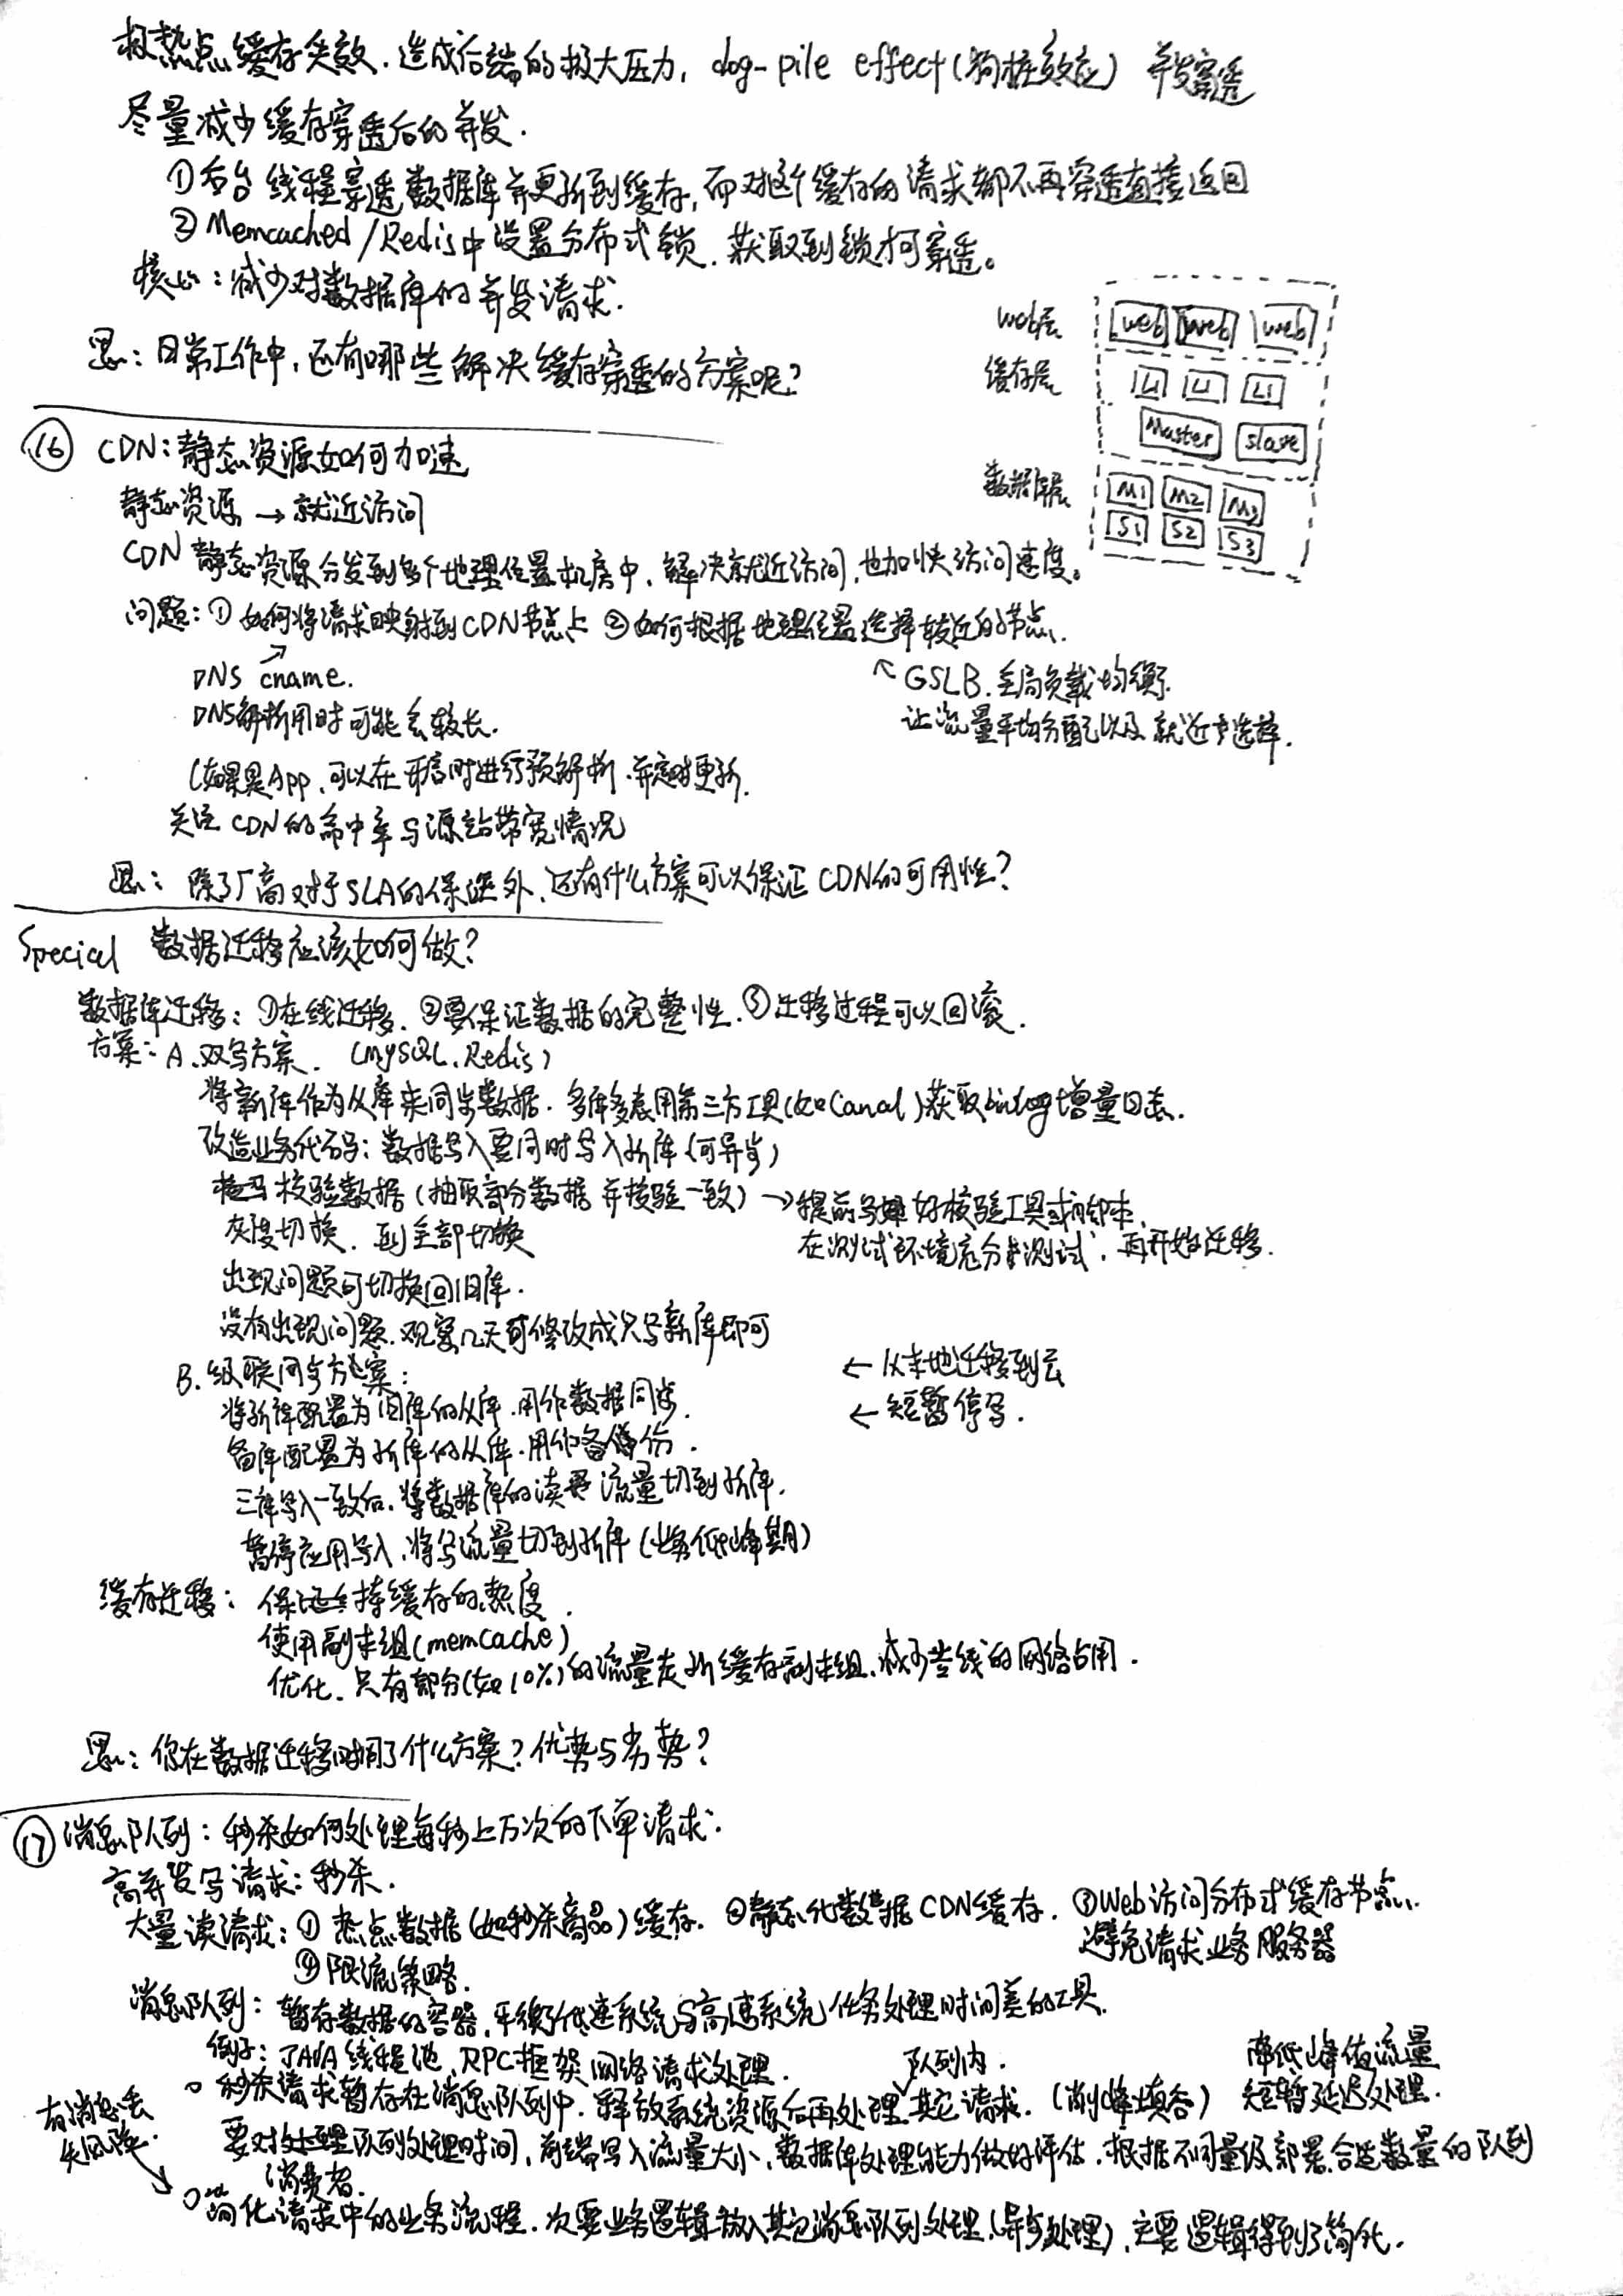 极热点缓存失效.造成后端的极大压力, dog-pile effect(狗桩效应) 并发穿透
尽量减少缓存穿透后的并发.
①后台线程穿透数据库并更新到缓存,而对这个缓存的请求都不再穿透直接返回
②Memcached/Redis中设置分布式锁.获取到锁才可穿透。
核心:减少对数据库的并发请求.
思:日常工作中,还有哪些解决缓存穿透的方案呢?
web层
web web web
缓存层
L1 L1 L1
Master slave
数据库层
M1 M2 M3
S1 S2 S3
⑯ CDN:静态资源如何加速
静态资源→就近访问
CDN静态资源分发到多个地理位置机房中,解决就近访问,也加快访问速度。
问题:①如何将请求映射到CDN节点上 ②如何根据地理位置选择较近的节点.
DNS cname.
↖GSLB.全局负载均衡.
DNS解析用时可能会较长.
让流量平均分配以及就近选择.
(如果是App,可以在开启时进行预解析.并定时更新.
关注CDN的命中率与源站带宽情况
思:除了厂商对于SLA的保证外,还有什么方案可以保证CDN的可用性?
Special 数据迁移应该如何做?
数据库迁移:①在线迁移.②要保证数据的完整性.③迁移过程可以回滚.
方案:A.双写方案.(MySQL.Redis)
将新库作为从库来同步数据.多库多表用第三方工具(如Canal)获取binlog增量日志.
改造业务代码:数据写入要同时写入新库(可异步)
校验数据(抽取部分数据并校验一致)→提前写好校验工具或脚本,
在测试环境充分测试,再开始迁移.
灰度切换.到全部切换
出现问题可切换回旧库.
没有出现问题.观察几天可修改成只写新库即可
B.级联同步方案:
←从本地迁移到云
将新库配置为旧库的从库.用作数据同步.
←短暂停写.
备库配置为新库的从库.用作备份.
三库写入一致后,将数据库的读流量切到新库.
暂停应用写入.将写流量切到新库(业务低峰期)
缓存迁移:保持缓存的热度.
使用副本组(memcache)
优化.只有部分(如10%)的流量走新缓存副本组.减少专线的网络占用.
思:你在数据迁移时用了什么方案?优势与劣势?
⑰消息队列:秒杀如何处理每秒上万次的下单请求.
高并发写请求:秒杀.
大量读请求:①热点数据(如秒杀商品)缓存.②静态化数据CDN缓存.③Web访问分布式缓存节点.
避免请求业务服务器
④限流策略.
消息队列:暂存数据的容器,平衡低速系统与高速系统任务处理时间差的工具.
例子:JAVA线程池.RPC框架网络请求处理.
队列内.
降低峰值流量
○秒杀请求暂存在消息队列中.释放系统资源后再处理其它请求.(削峰填谷)短暂延迟处理.
要对处理队列处理时间,前端写入流量大小,数据库处理能力做好评估.根据不同量级部署合适数量的队列
消费者.
有消息丢
失风险.
○简化请求中的业务流程.次要业务逻辑放入其它消息队列处理(异步处理),主要逻辑得到了简化.